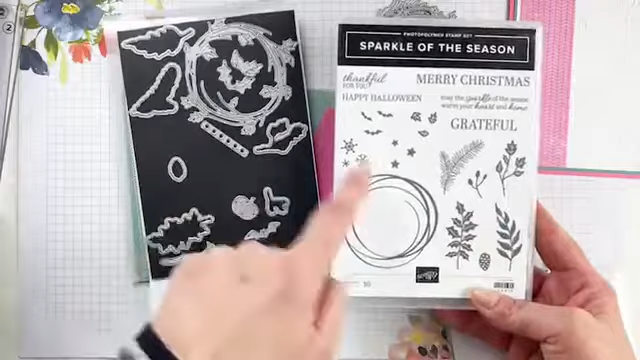 PHOTOPOLYMER STAMP SET
SPARKLE OF THE SEASON
thankful
FOR YOU
MERRY CHRISTMAS
HAPPY HALLOWEEN
may the sparkle of the season
warm your heart and home
GRATEFUL